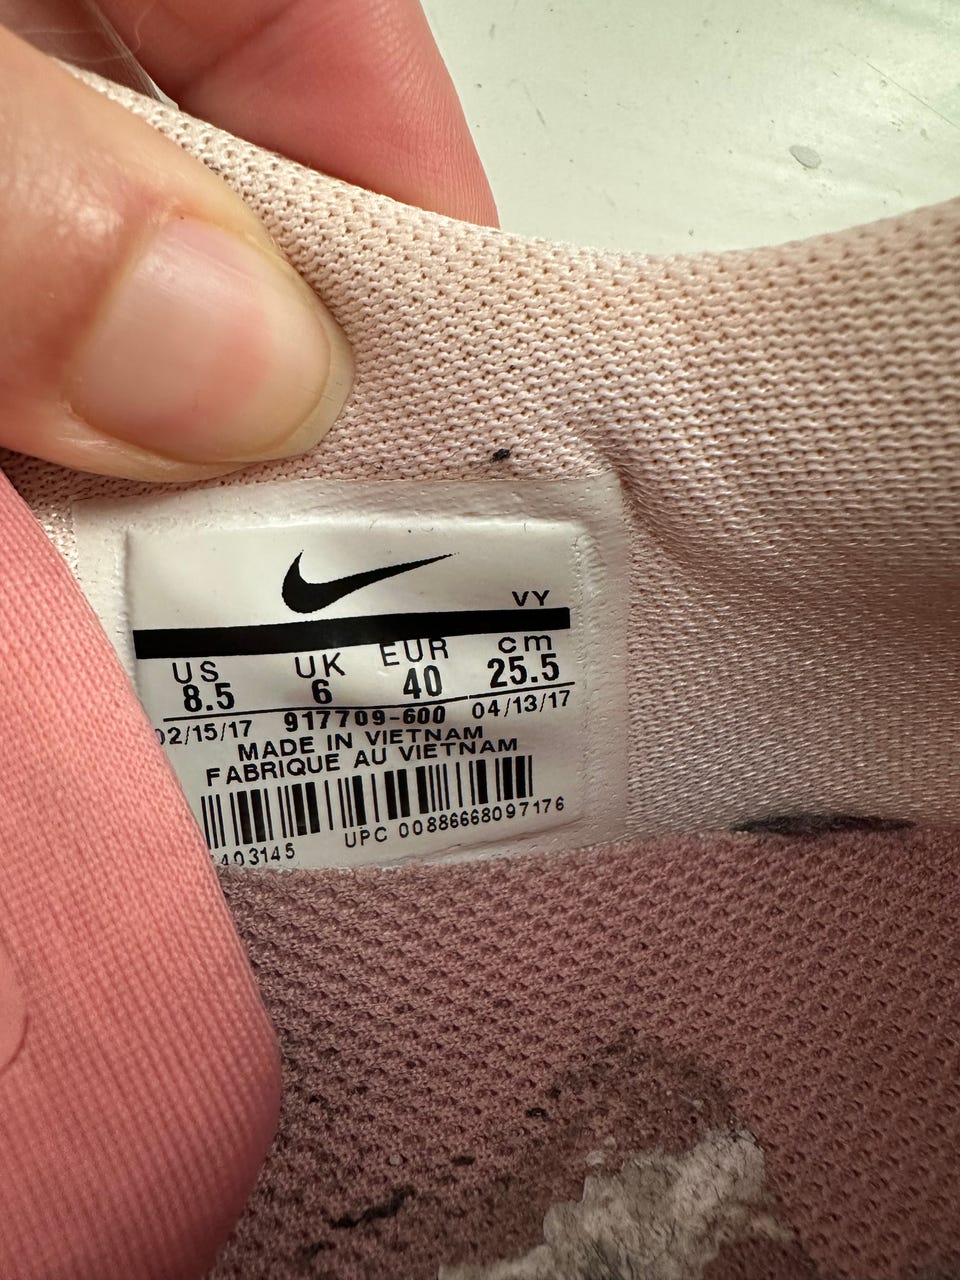 VY
US UK EUR cm
8.5 6 40 25.5
02/15/17 917709-600 04/13/17
MADE IN VIETNAM
FABRIQUE AU VIETNAM
UPC 00886668097176
403145